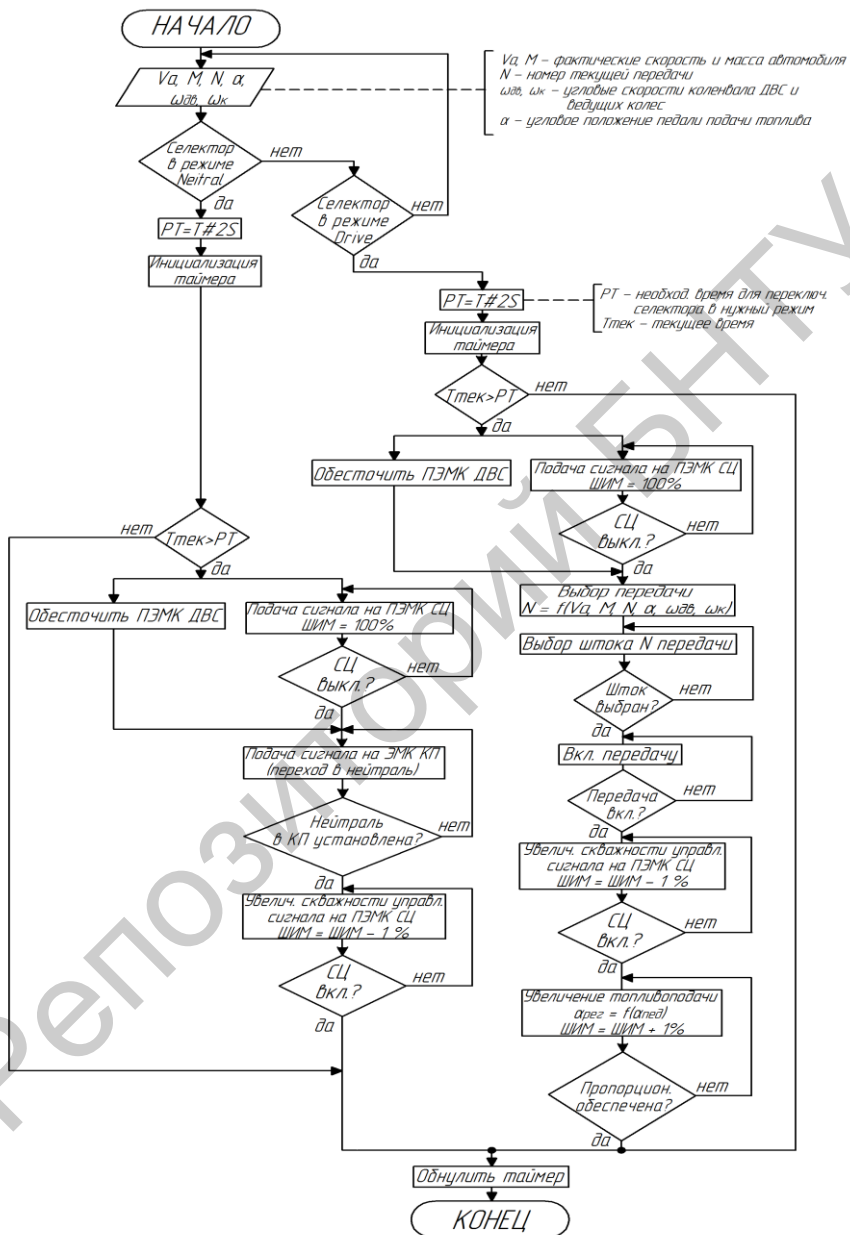 НАЧАЛО
Va, M, N, α,
ωдв, ωк
Va, M – фактические скорость и масса автомобиля
N – номер текущей передачи
ωдв, ωк – угловые скорости коленвала ДВС и
ведущих колес
α – угловое положение педали подачи топлива
Селектор
в режиме
Neitral
нет
да
Селектор
в режиме
Drive
нет
да
PT=T#2S
Инициализация
таймера
PT=T#2S
Инициализация
таймера
PT – необход. время для переключ.
селектора в нужный режим
Tтек – текущее время
Tтек>PT
нет
да
Обесточить ПЭМК ДВС
Подача сигнала на ПЭМК СЦ
ШИМ = 100%
СЦ
выкл.?
нет
да
Tтек>PT
нет
да
Обесточить ПЭМК ДВС
Подача сигнала на ПЭМК СЦ
ШИМ = 100%
СЦ
выкл.?
нет
да
Подача сигнала на ЭМК КП
(переход в нейтраль)
Нейтраль
в КП установлена?
нет
да
Увелич. скважности управл.
сигнала на ПЭМК СЦ
ШИМ = ШИМ – 1 %
СЦ
вкл.?
нет
да
Выбор передачи
N = f(Va, M, N, α, ωдв, ωк)
Выбор штока N передачи
Шток
выбран?
нет
да
Вкл. передачу
Передача
вкл.?
нет
да
Увелич. скважности управл.
сигнала на ПЭМК СЦ
ШИМ = ШИМ – 1 %
СЦ
вкл.?
нет
да
Увеличение топливоподачи
αрег = f(αпед)
ШИМ = ШИМ + 1%
Пропорцион.
обеспечена?
нет
да
Обнулить таймер
КОНЕЦ
Репозиторий БНТУ